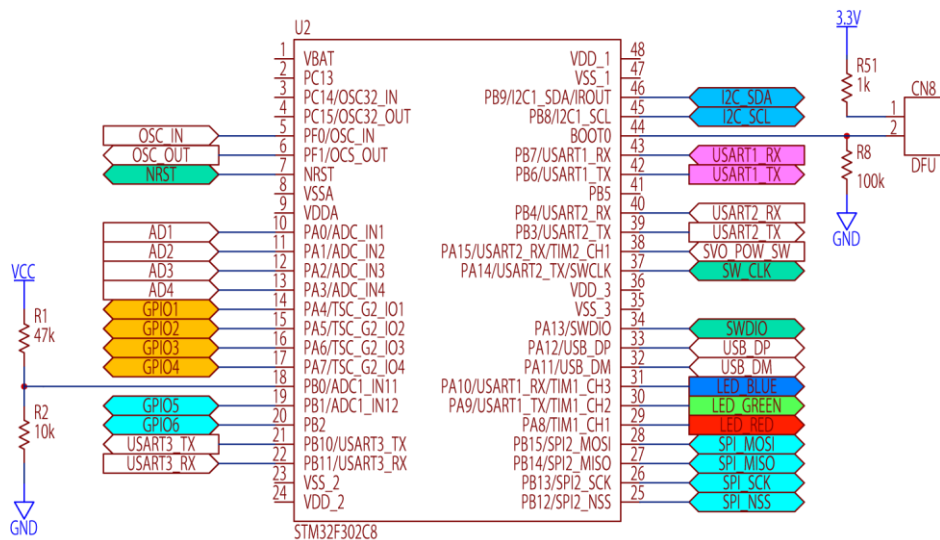 U2
1 VBAT VDD_1 48
2 PC13 VSS_1 47
3 PC14/OSC32_IN PB9/I2C1_SDA/IROUT 46 I2C_SDA
4 PC15/OSC32_OUT PB8/I2C1_SCL 45 I2C_SCL
OSC_IN 5 PF0/OSC_IN BOOT0 44
OSC_OUT 6 PF1/OCS_OUT PB7/USART1_RX 43 USART1_RX
NRST 7 NRST PB6/USART1_TX 42 USART1_TX
8 VSSA PB5 41
9 VDDA PB4/USART2_RX 40 USART2_RX
AD1 10 PA0/ADC_IN1 PB3/USART2_TX 39 USART2_TX
AD2 11 PA1/ADC_IN2 PA15/USART2_RX/TIM2_CH1 38 SVO_POW_SW
AD3 12 PA2/ADC_IN3 PA14/USART2_TX/SWCLK 37 SW_CLK
AD4 13 PA3/ADC_IN4 VDD_3 36
GPIO1 14 PA4/TSC_G2_IO1 VSS_3 35
GPIO2 15 PA5/TSC_G2_IO2 PA13/SWDIO 34 SWDIO
GPIO3 16 PA6/TSC_G2_IO3 PA12/USB_DP 33 USB_DP
GPIO4 17 PA7/TSC_G2_IO4 PA11/USB_DM 32 USB_DM
18 PB0/ADC1_IN11 PA10/USART1_RX/TIM1_CH3 31 LED_BLUE
GPIO5 19 PB1/ADC1_IN12 PA9/USART1_TX/TIM1_CH2 30 LED_GREEN
GPIO6 20 PB2 PA8/TIM1_CH1 29 LED_RED
USART3_TX 21 PB10/USART3_TX PB15/SPI2_MOSI 28 SPI_MOSI
USART3_RX 22 PB11/USART3_RX PB14/SPI2_MISO 27 SPI_MISO
23 VSS_2 PB13/SPI2_SCK 26 SPI_SCK
24 VDD_2 PB12/SPI2_NSS 25 SPI_NSS
STM32F302C8
VCC
R1
47k
R2
10k
GND
3.3V
R51
1k
CN8
1
2
DFU
R8
100k
GND